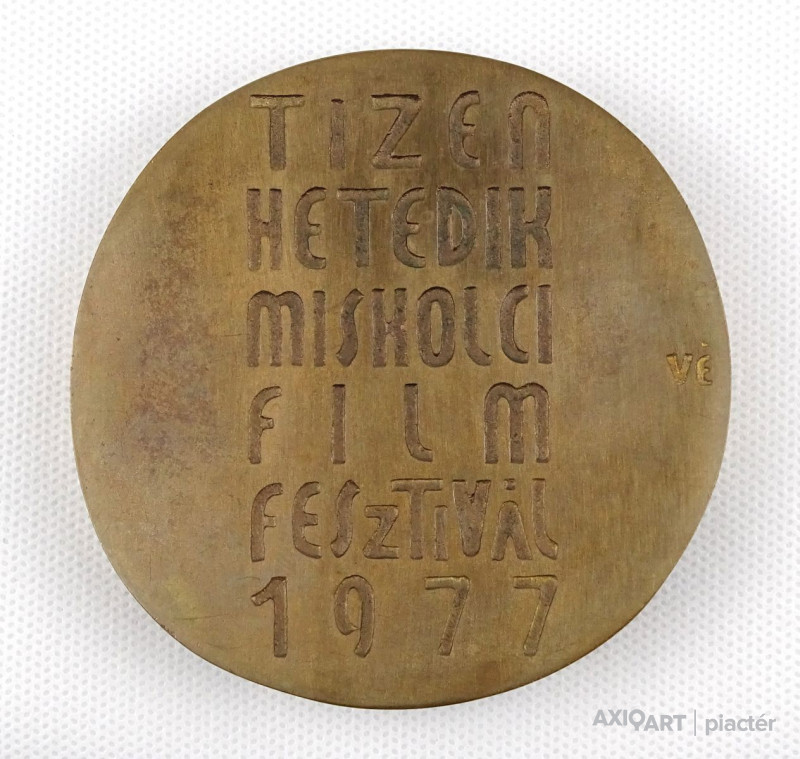 TIZEN
HETEDIK
MISKOLCI
FILM
FESZTIVÁL
1977
VÉ
AXIOART | piactér